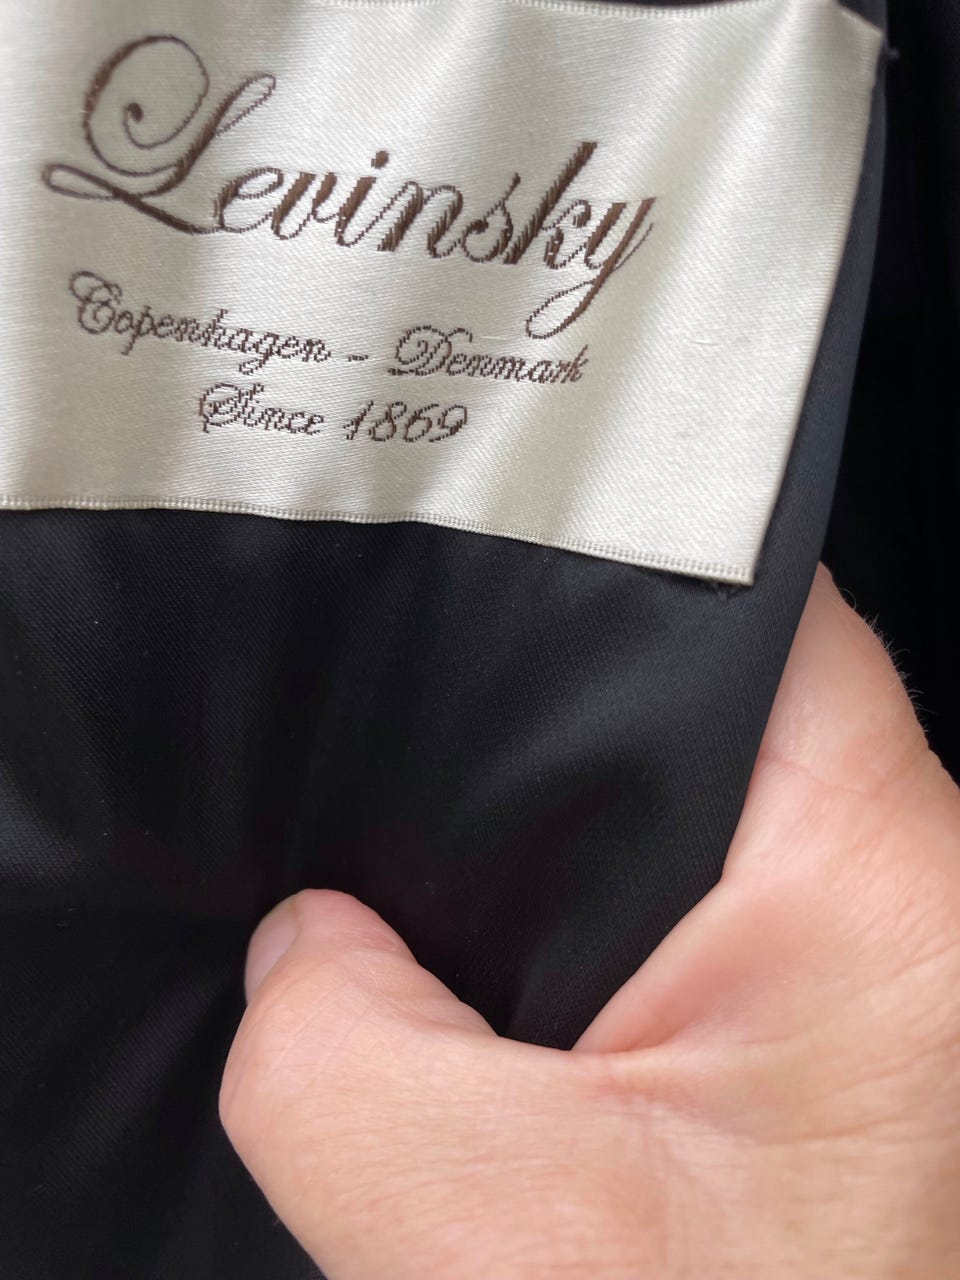 Levinsky
Copenhagen - Denmark
Since 1869